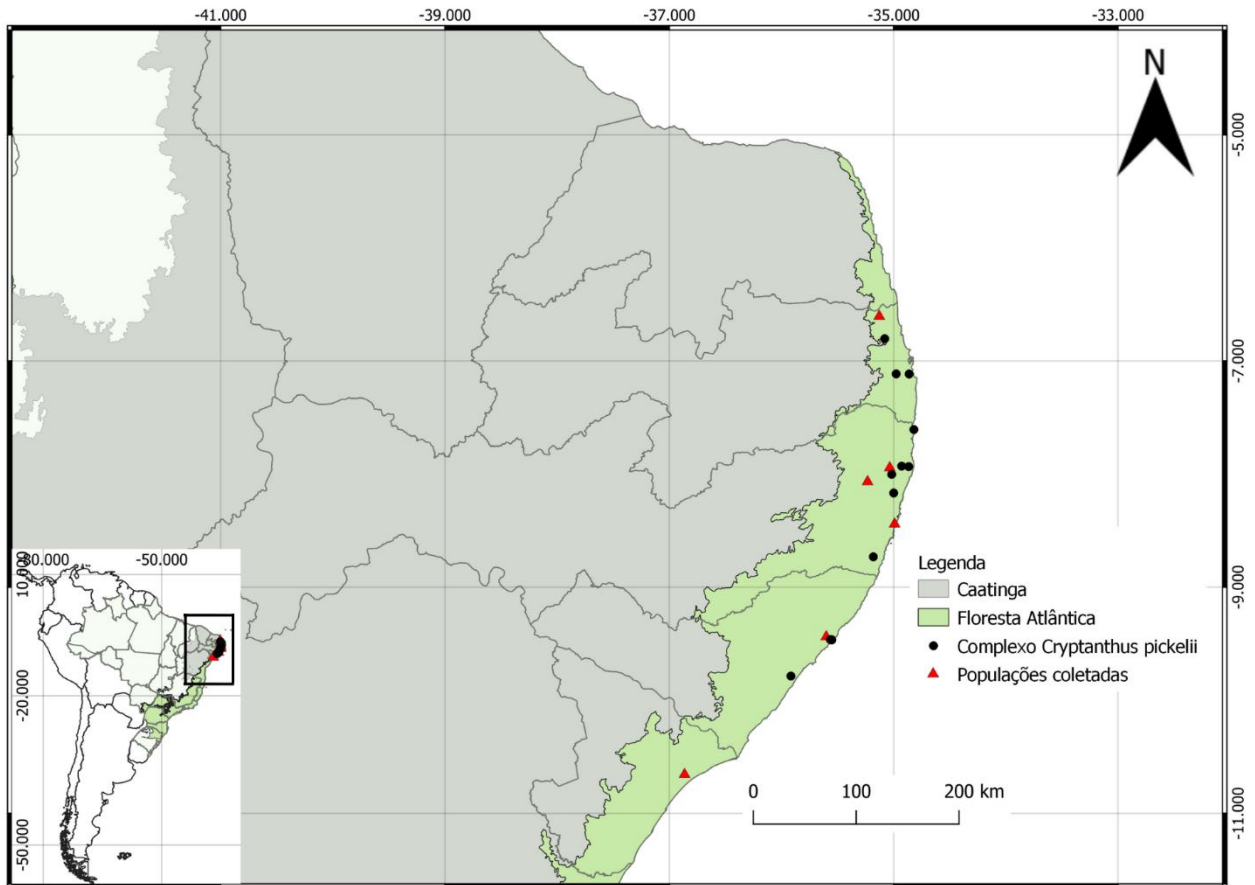 -41.000 -39.000 -37.000 -35.000 -33.000
N
-5.000
-7.000
-9.000
-11.000
Legenda
Caatinga
Floresta Atlântica
Complexo Cryptanthus pickelii
Populações coletadas
0 100 200 km
-80.000 -50.000
10.000
-20.000
-50.000